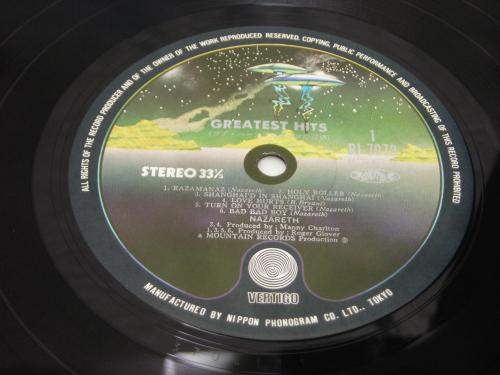 ALL RIGHTS OF THE RECORD PRODUCER AND OF THE OWNER OF THE WORK REPRODUCED RESERVED. COPYING, PUBLIC PERFORMANCE AND BROADCASTING OF THIS RECORD PROHIBITED
GREATEST HITS
1
STEREO 33⅓
1. RAZAMANAZ (Nazareth) 2. HOLY ROLLER (Nazareth)
3. SHANGHAI'D IN SHANGHAI (Nazareth)
4. LOVE HURTS (B. Bryant)
5. TURN ON YOUR RECEIVER (Nazareth)
6. BAD BAD BOY (Nazareth)
NAZARETH
2,4. Produced by: Manny Charlton
1,3,5,6. Produced by: Roger Glover
a MOUNTAIN RECORDS Production ℗
VERTIGO
MANUFACTURED BY NIPPON PHONOGRAM CO. LTD., TOKYO